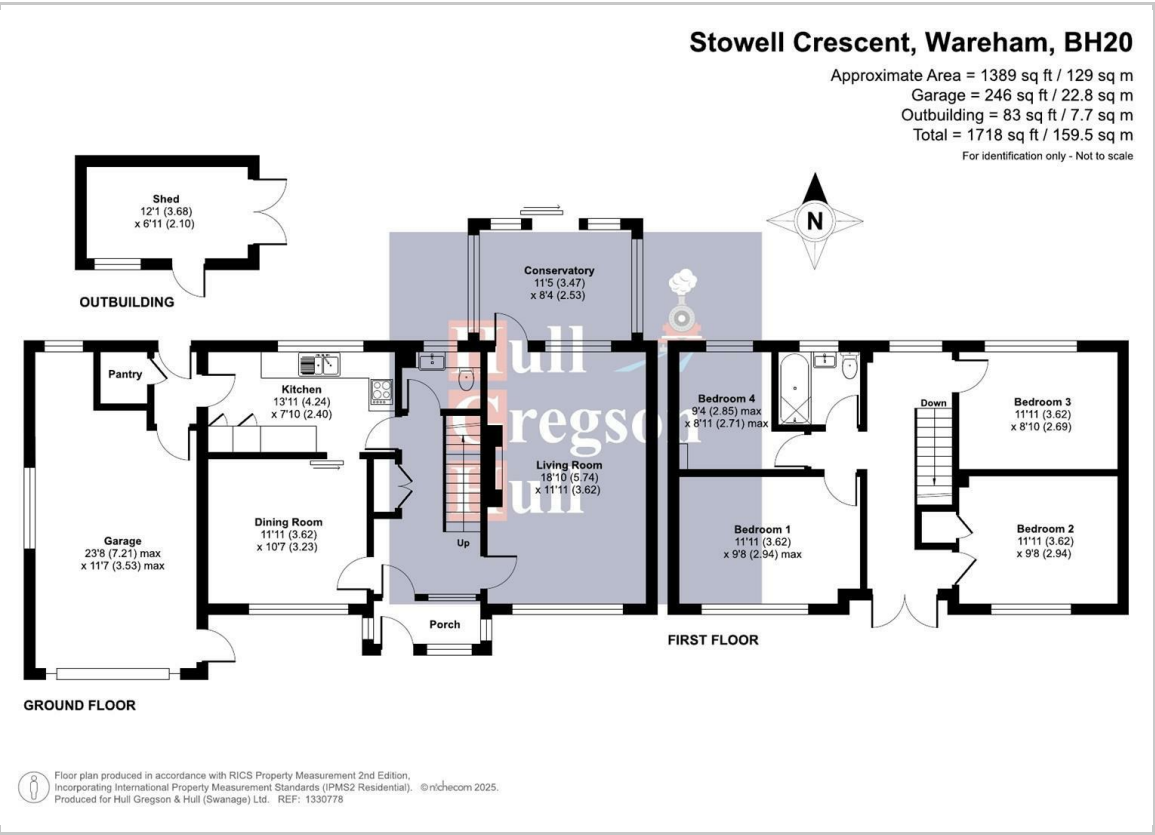 Stowell Crescent, Wareham, BH20
Approximate Area = 1389 sq ft / 129 sq m
Garage = 246 sq ft / 22.8 sq m
Outbuilding = 83 sq ft / 7.7 sq m
Total = 1718 sq ft / 159.5 sq m
For identification only - Not to scale
Shed
12'1 (3.68)
x 6'11 (2.10)
OUTBUILDING
N
Conservatory
11'5 (3.47)
x 8'4 (2.53)
Hull
Gregson
Hull
Pantry
Kitchen
13'11 (4.24)
x 7'10 (2.40)
Living Room
18'10 (5.74)
x 11'11 (3.62)
Dining Room
11'11 (3.62)
x 10'7 (3.23)
Garage
23'8 (7.21) max
x 11'7 (3.53) max
Up
Porch
GROUND FLOOR
Bedroom 4
9'4 (2.85) max
x 8'11 (2.71) max
Down
Bedroom 3
11'11 (3.62)
x 8'10 (2.69)
Bedroom 1
11'11 (3.62)
x 9'8 (2.94) max
Bedroom 2
11'11 (3.62)
x 9'8 (2.94)
FIRST FLOOR
Floor plan produced in accordance with RICS Property Measurement 2nd Edition,
Incorporating International Property Measurement Standards (IPMS2 Residential). © nichecom 2025.
Produced for Hull Gregson & Hull (Swanage) Ltd. REF: 1330778